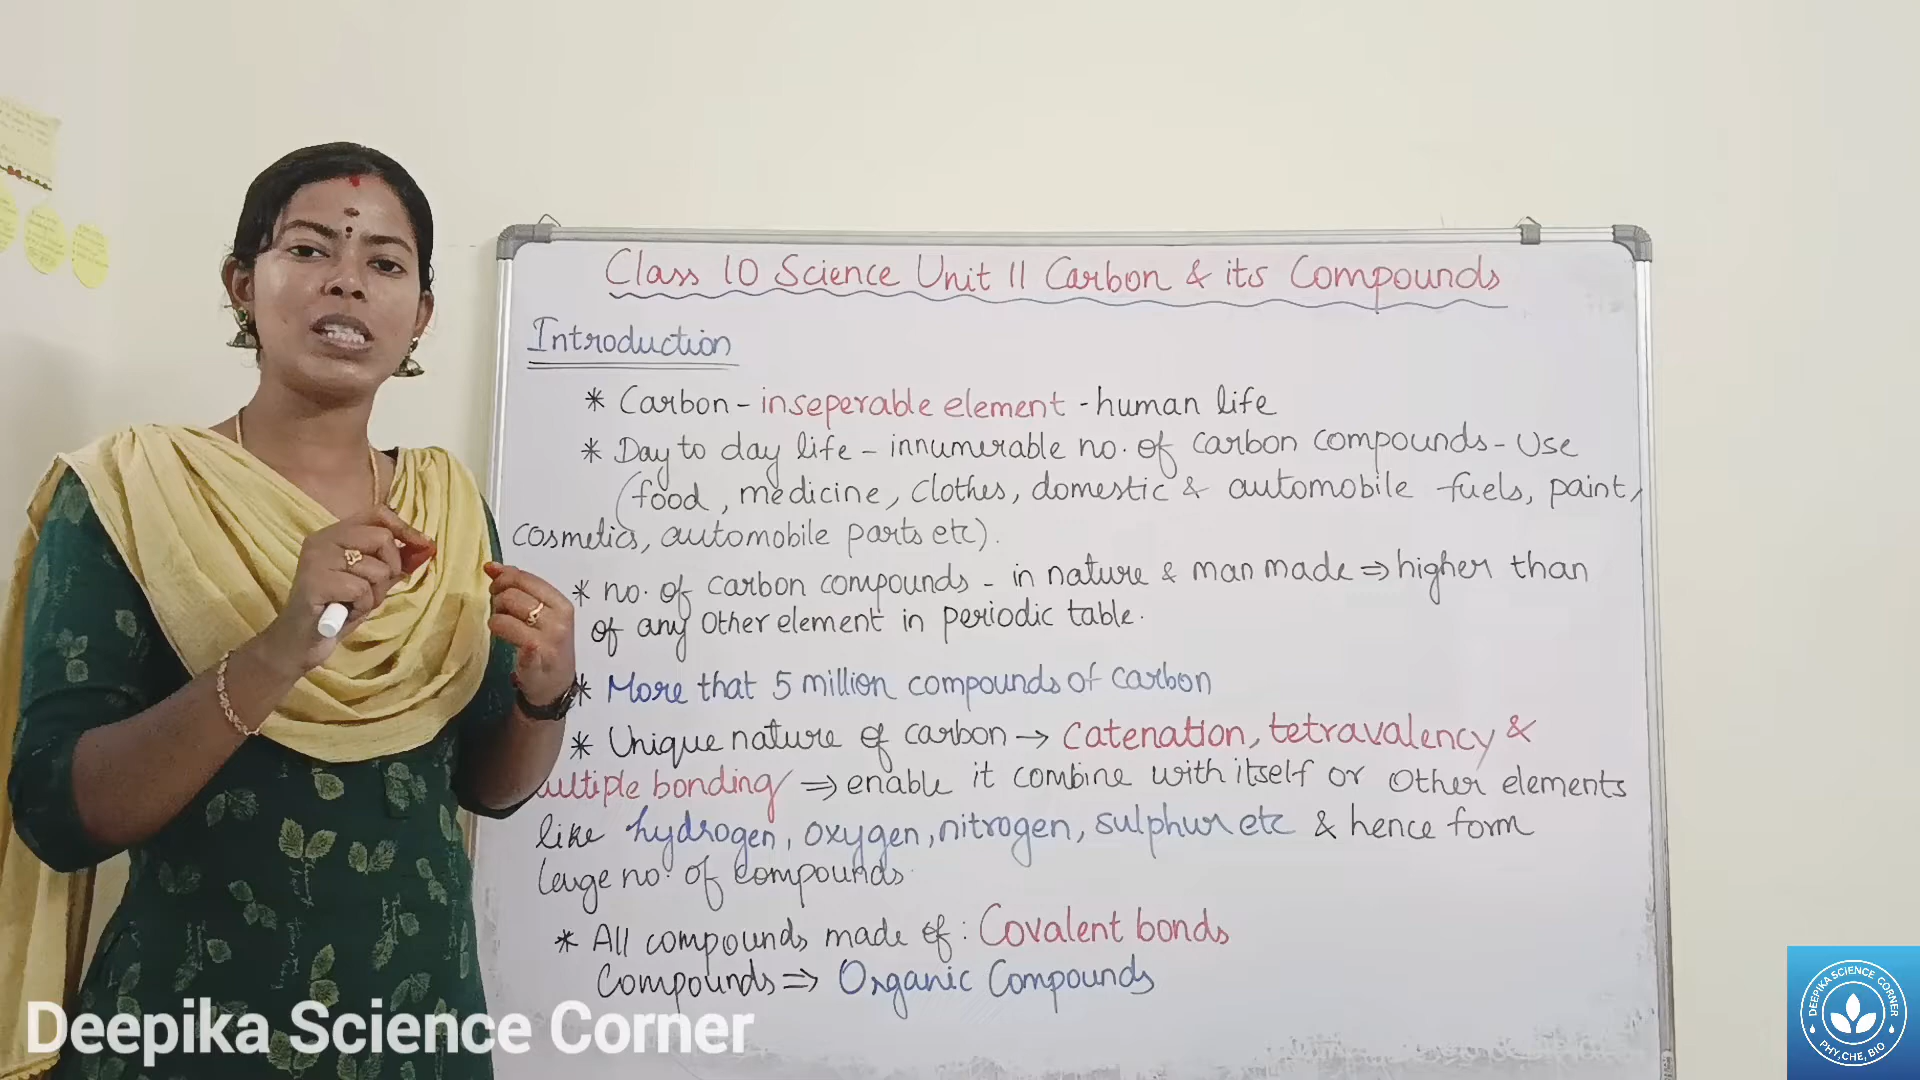 Class 10 Science Unit 11 Carbon & its Compounds
Introduction
* Carbon - inseperable element - human life
* Day to day life - innumerable no. of carbon compounds - Use
(food, medicine, clothes, domestic & automobile fuels, paint,
cosmetics, automobile parts etc).
* no. of carbon compounds - in nature & man made ⇒ higher than
of any other element in periodic table.
* More that 5 million compounds of carbon
* Unique nature of carbon → Catenation, tetravalency &
ultiple bonding ⇒ enable it combine with itself or other elements
like hydrogen, oxygen, nitrogen, sulphur etc & hence form
large no. of compounds.
* All compounds made of : Covalent bonds
Compounds ⇒ Organic Compounds
Deepika Science Corner
DEEPIKA SCIENCE CORNER
PHY, CHE, BIO